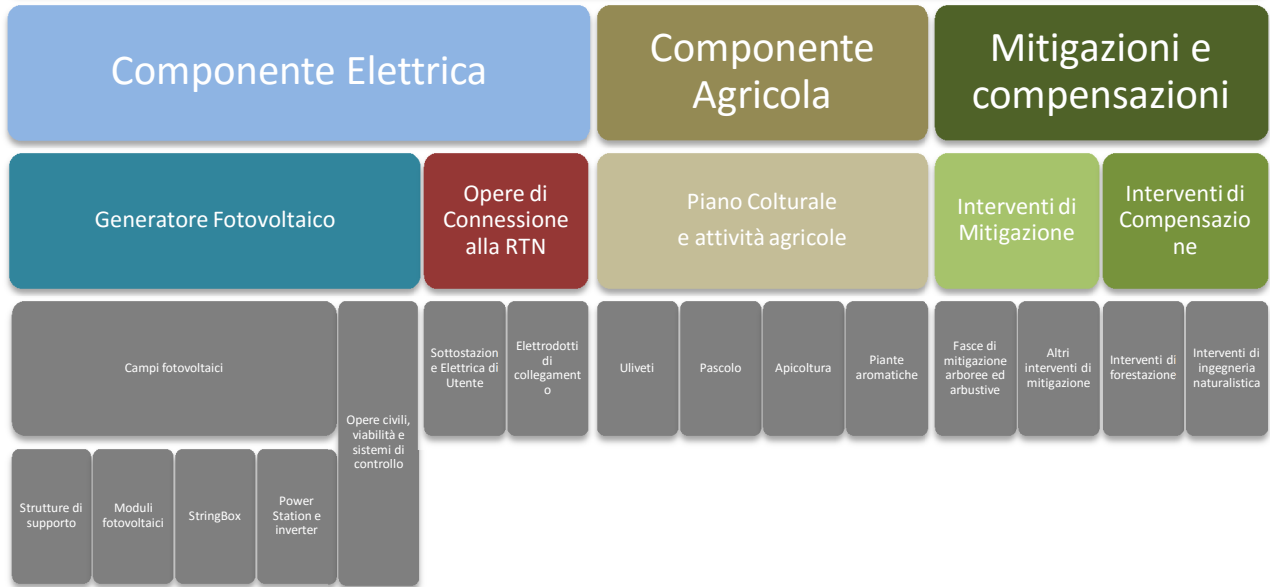 Componente Elettrica
Componente
Agricola
Mitigazioni e
compensazioni
Generatore Fotovoltaico
Opere di
Connessione
alla RTN
Piano Colturale
e attività agricole
Interventi di
Mitigazione
Interventi di
Compensazio
ne
Campi fotovoltaici
Opere civili,
viabilità e
sistemi di
controllo
Sottostazion
e Elettrica di
Utente
Elettrodotti
di
collegament
o
Uliveti
Pascolo
Apicoltura
Piante
aromatiche
Fasce di
mitigazione
arboree ed
arbustive
Altri
interventi di
mitigazione
Interventi di
forestazione
Interventi di
ingegneria
naturalistica
Strutture di
supporto
Moduli
fotovoltaici
StringBox
Power
Station e
inverter